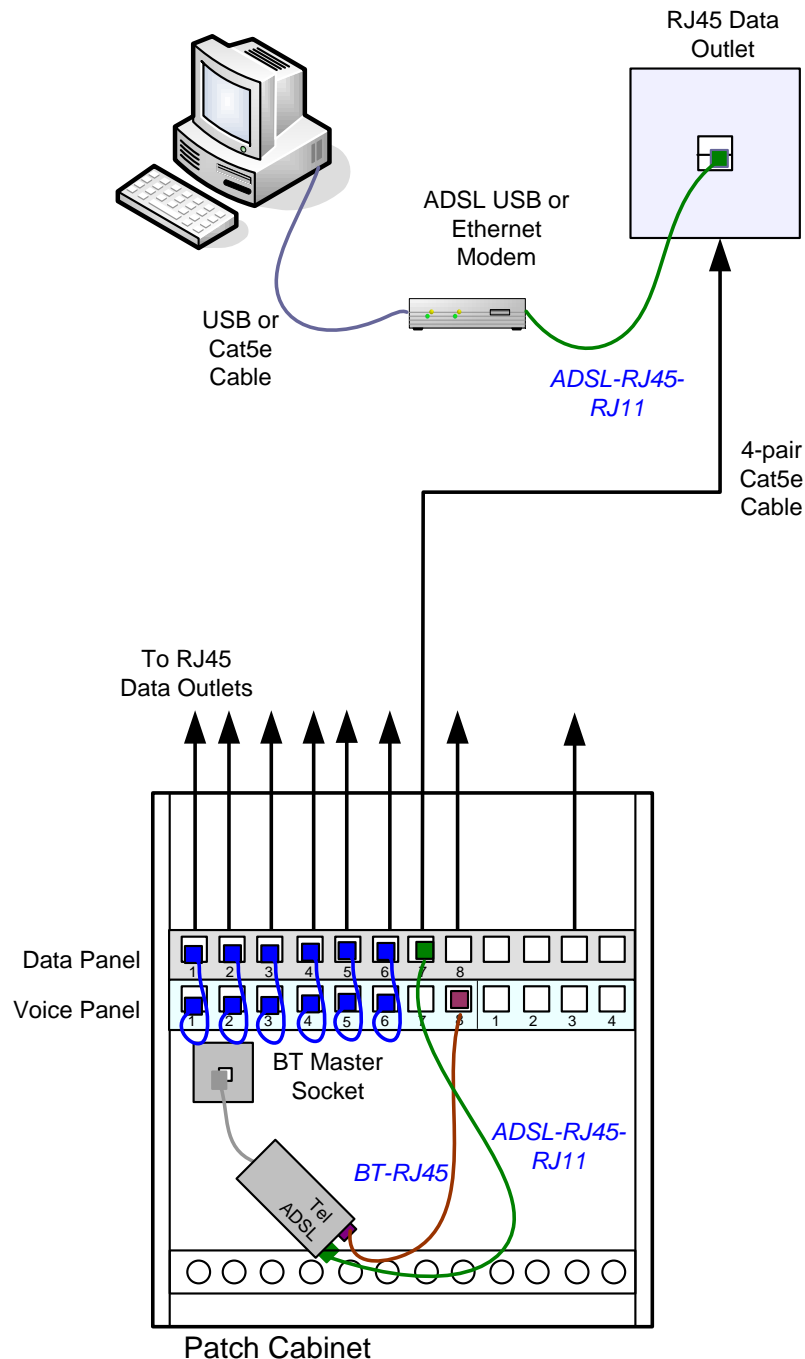 RJ45 Data
Outlet
ADSL USB or
Ethernet
Modem
USB or
Cat5e
Cable
ADSL-RJ45-
RJ11
4-pair
Cat5e
Cable
To RJ45
Data Outlets
Data Panel
1 2 3 4 5 6 7 8
Voice Panel
1 2 3 4 5 6 7 8 1 2 3 4
BT Master
Socket
ADSL-RJ45-
RJ11
BT-RJ45
Tel
ADSL
Patch Cabinet